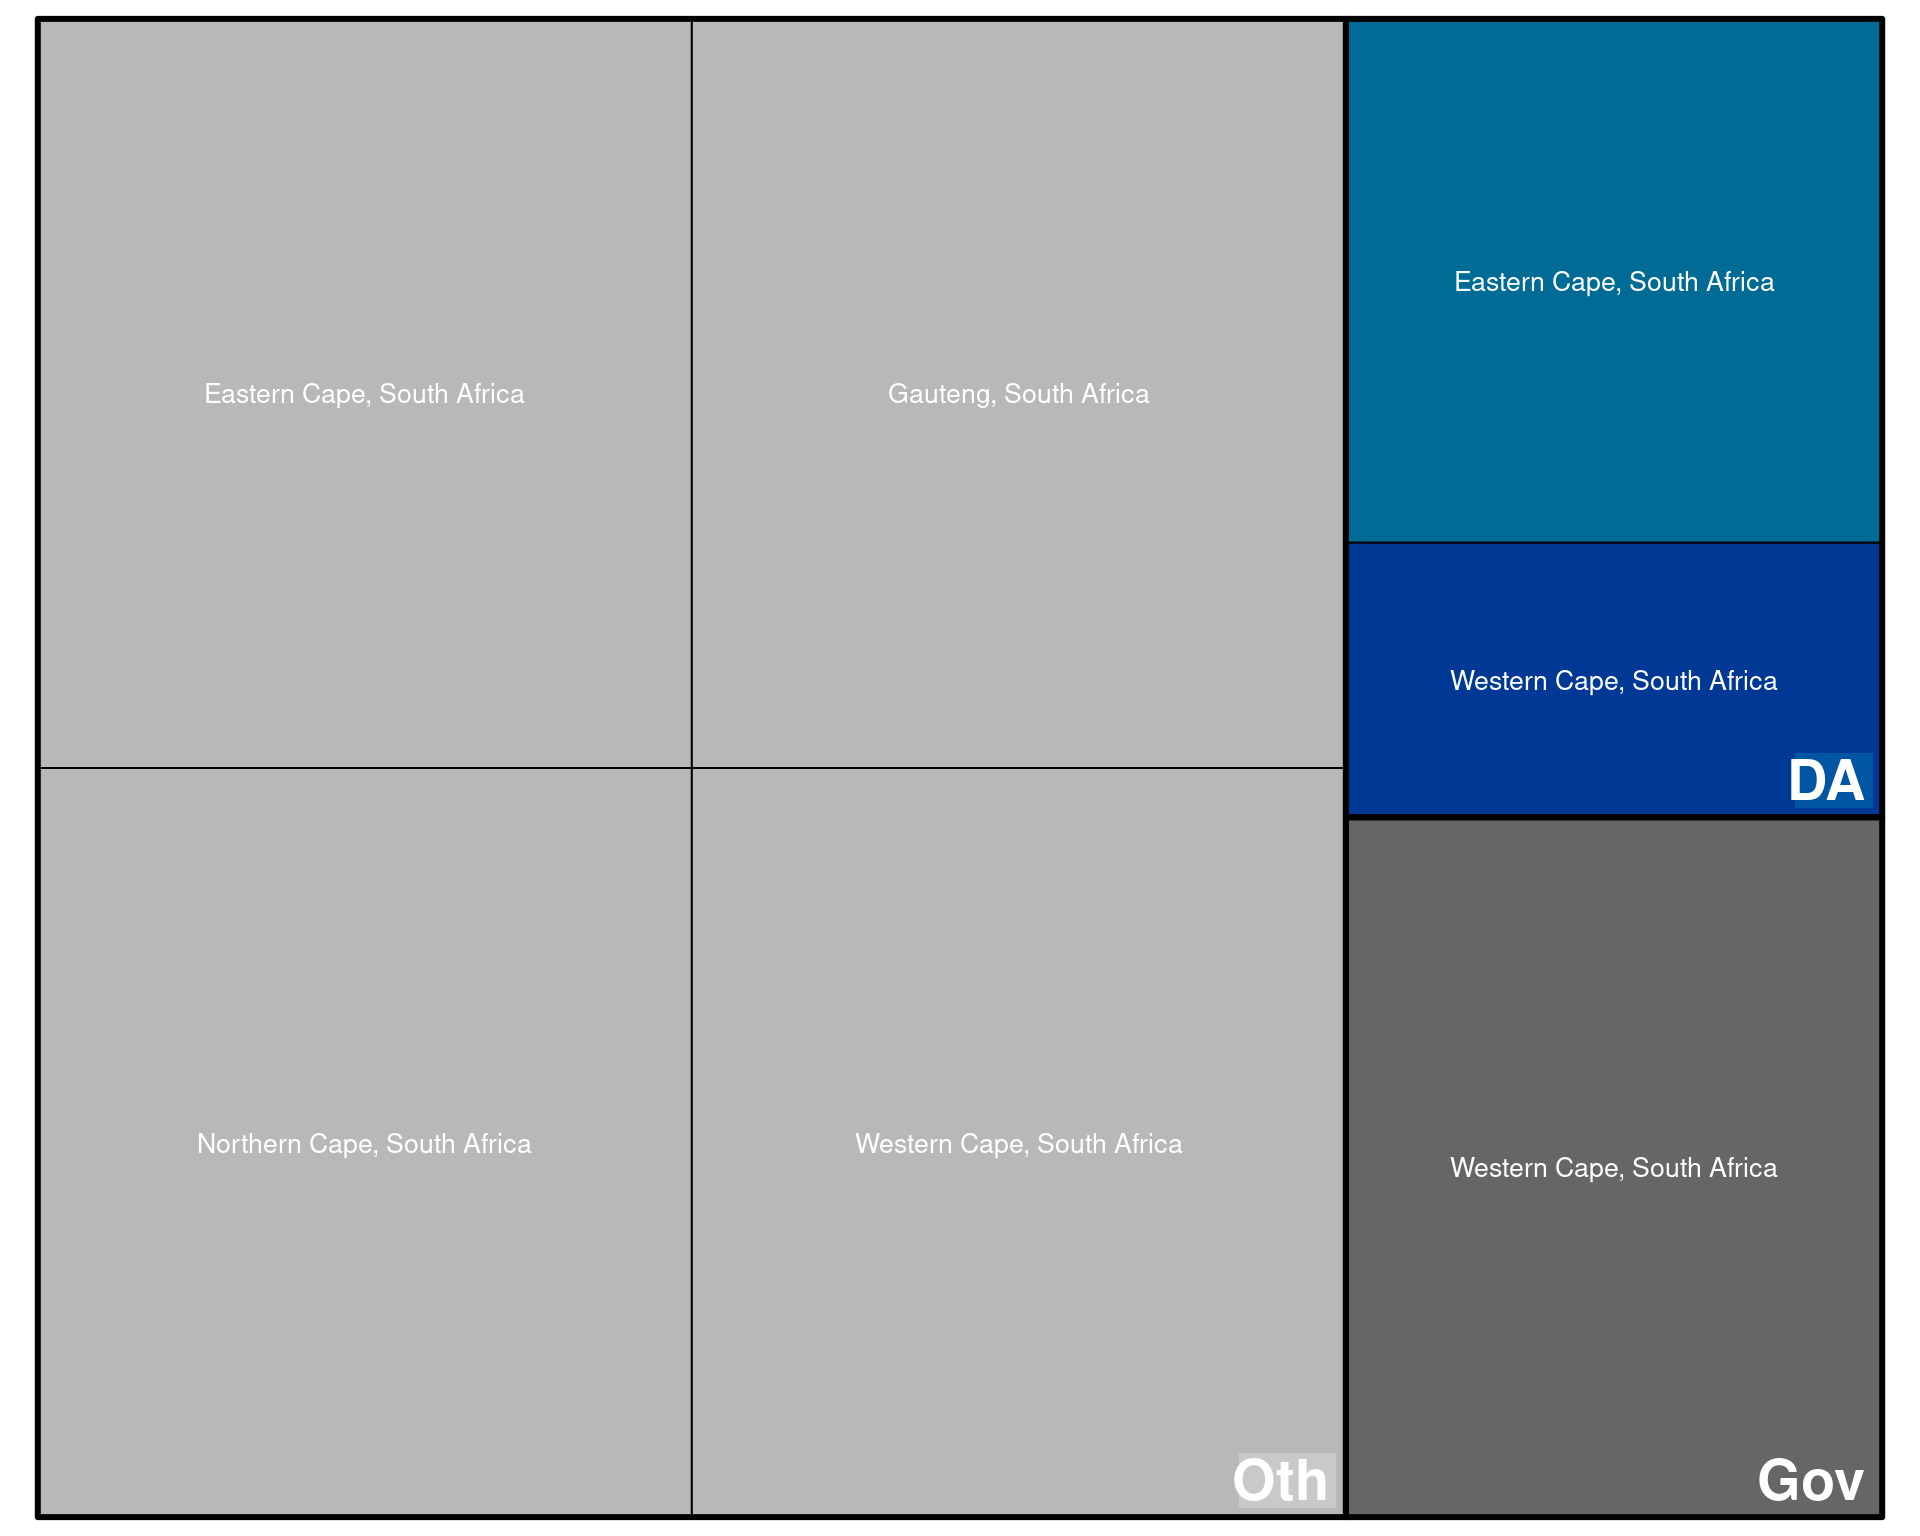 Eastern Cape, South Africa
Gauteng, South Africa
Northern Cape, South Africa
Western Cape, South Africa
Oth
Eastern Cape, South Africa
Western Cape, South Africa
DA
Western Cape, South Africa
Gov